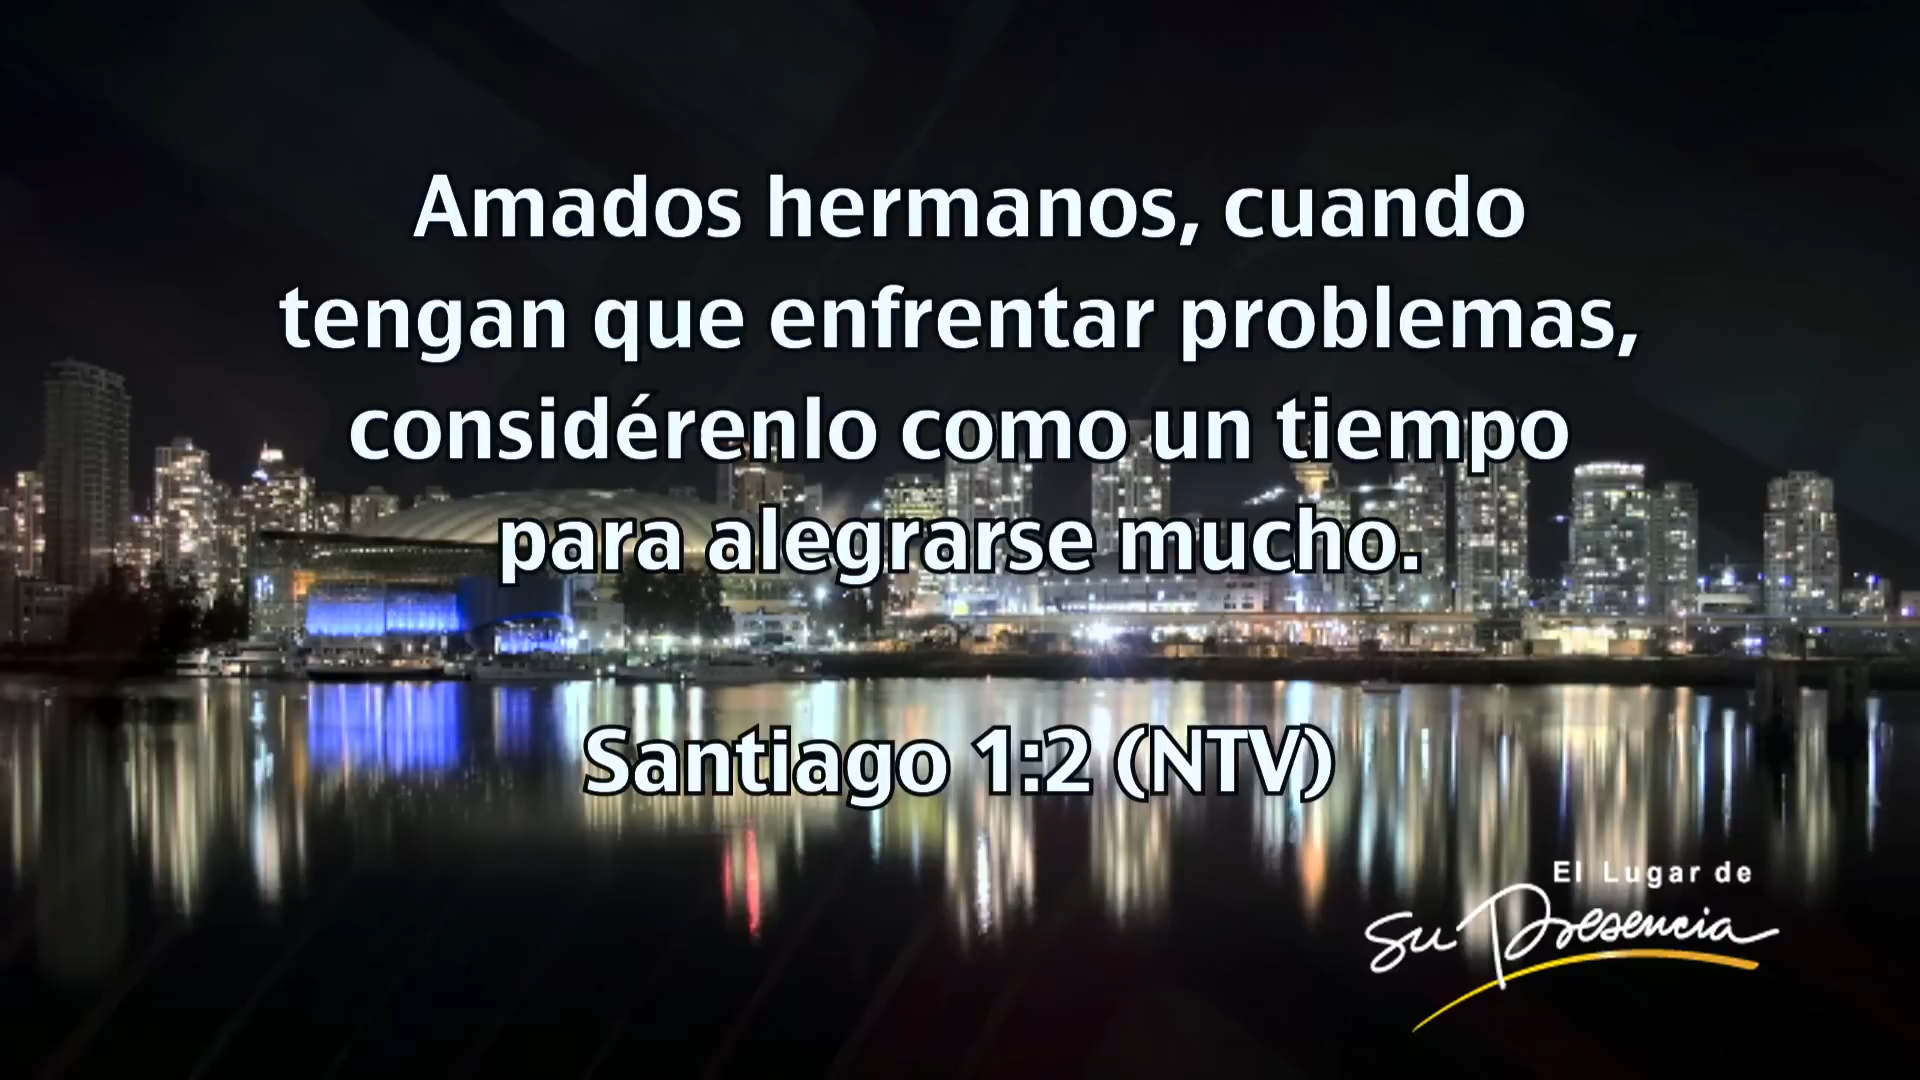 Amados hermanos, cuando
tengan que enfrentar problemas,
considérenlo como un tiempo
para alegrarse mucho.
Santiago 1:2 (NTV)
El Lugar de
Su Presencia